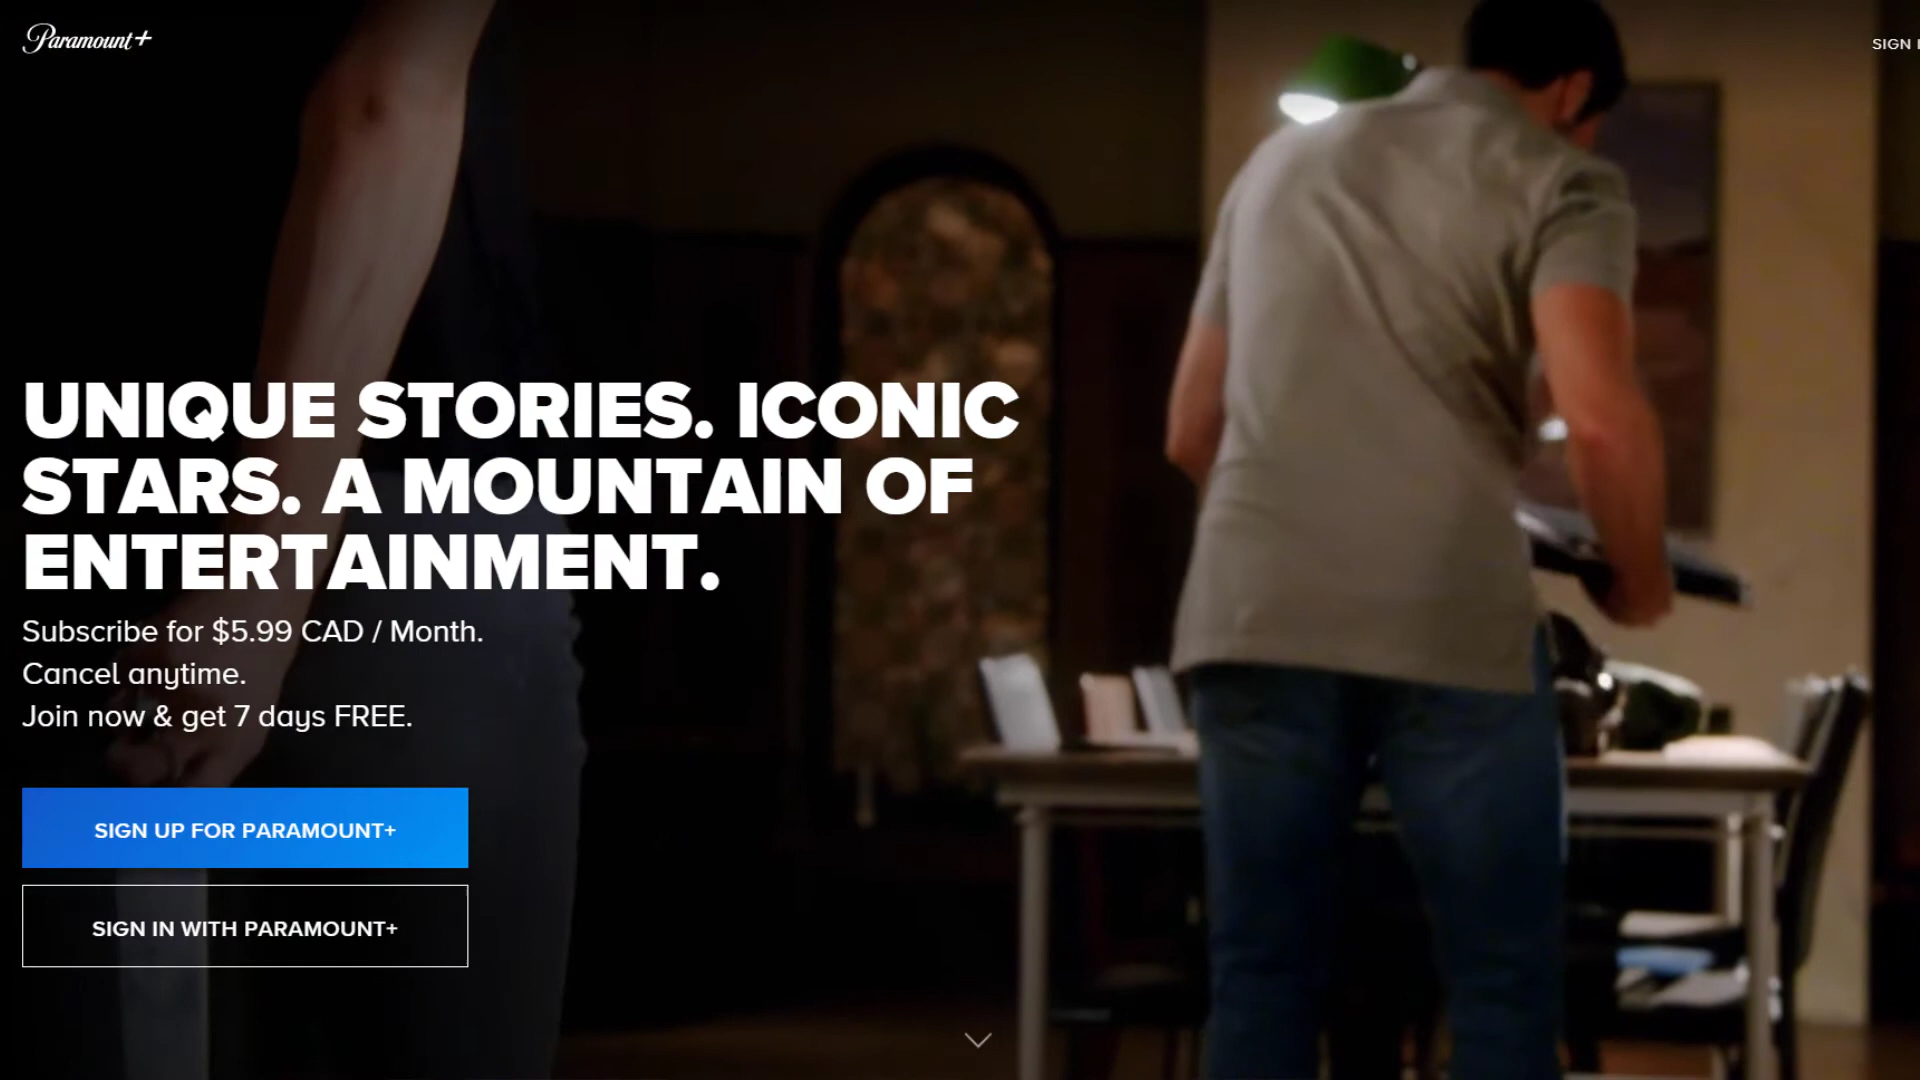 Paramount+
SIGN I
UNIQUE STORIES. ICONIC
STARS. A MOUNTAIN OF
ENTERTAINMENT.
Subscribe for $5.99 CAD / Month.
Cancel anytime.
Join now & get 7 days FREE.
SIGN UP FOR PARAMOUNT+
SIGN IN WITH PARAMOUNT+